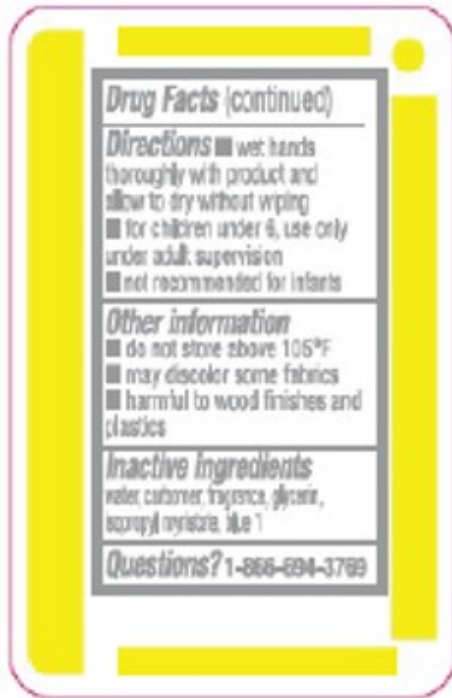 Drug Facts (continued)
Directions ■ wet hands
thoroughly with product and
allow to dry without wiping
■ for children under 6, use only
under adult supervision
■ not recommended for infants
Other information
■ do not store above 105°F
■ may discolor some fabrics
■ harmful to wood finishes and
plastics
Inactive ingredients
water, carbomer, fragrance, glycerin,
isopropyl myristate, blue 1
Questions? 1-866-694-3769